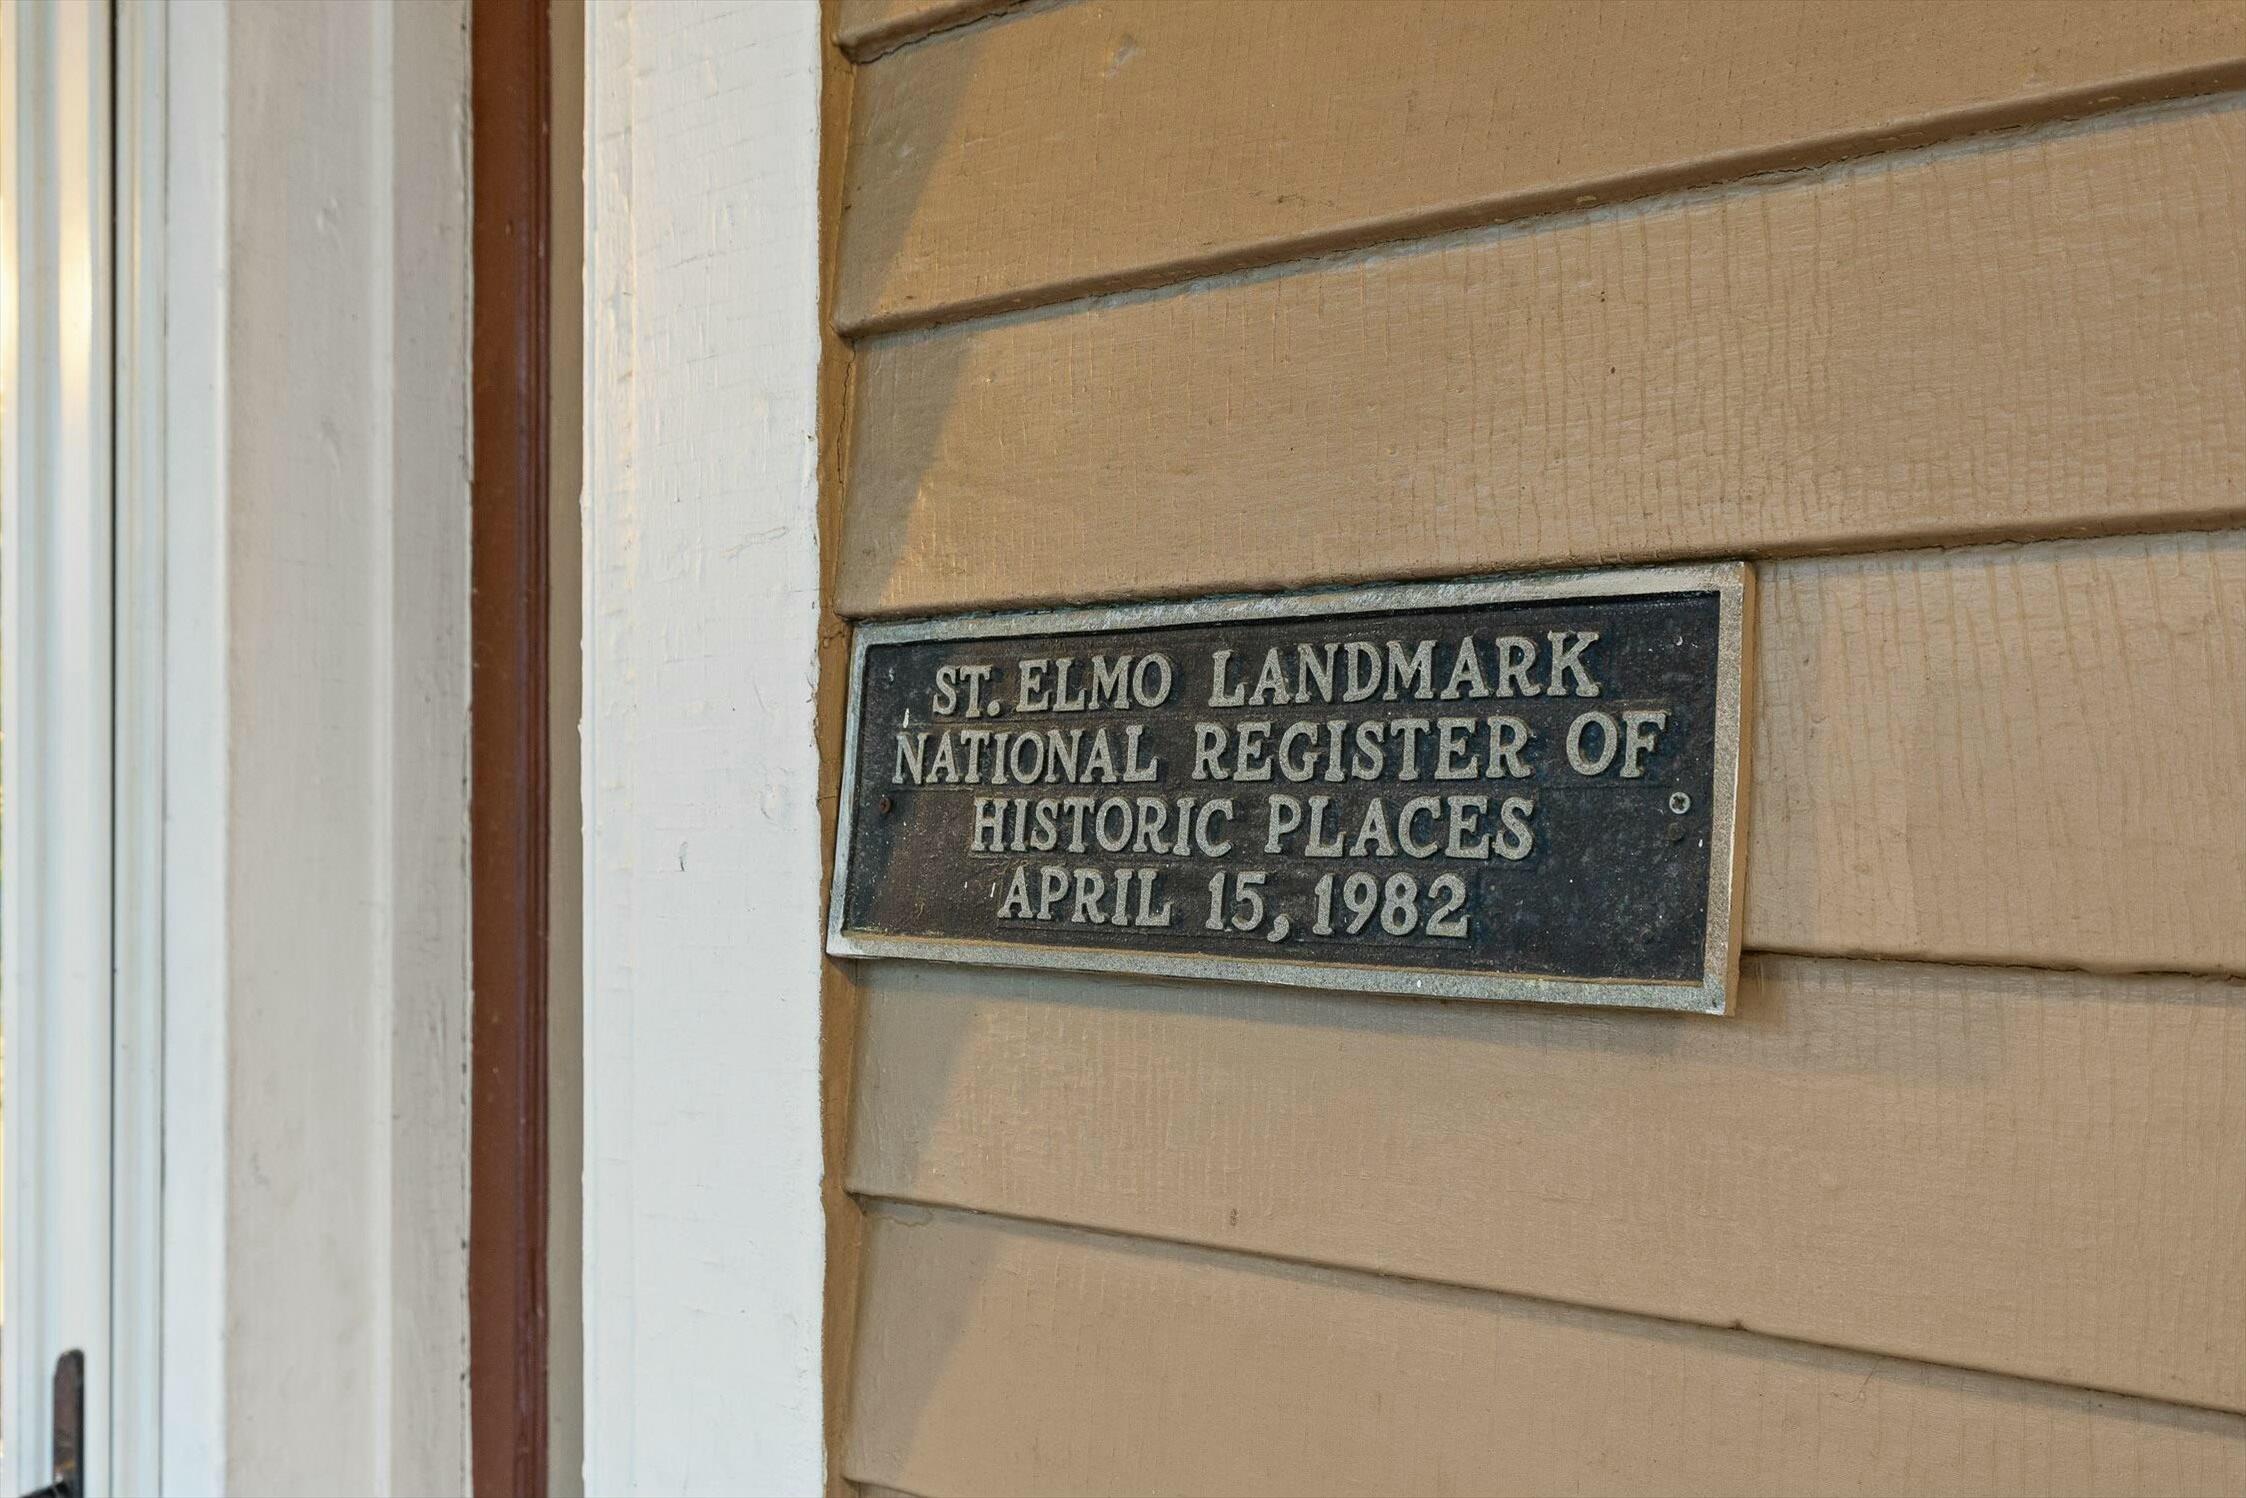 ST. ELMO LANDMARK
NATIONAL REGISTER OF
HISTORIC PLACES
APRIL 15, 1982